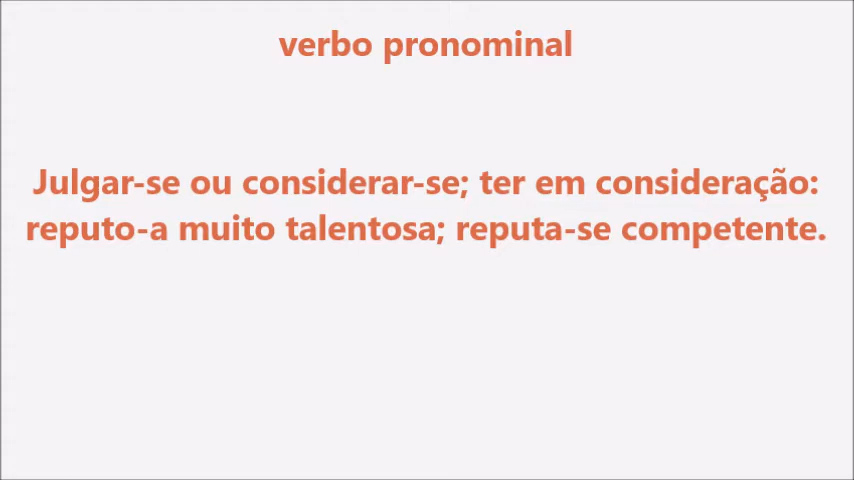 verbo pronominal
Julgar-se ou considerar-se; ter em consideração:
reputo-a muito talentosa; reputa-se competente.